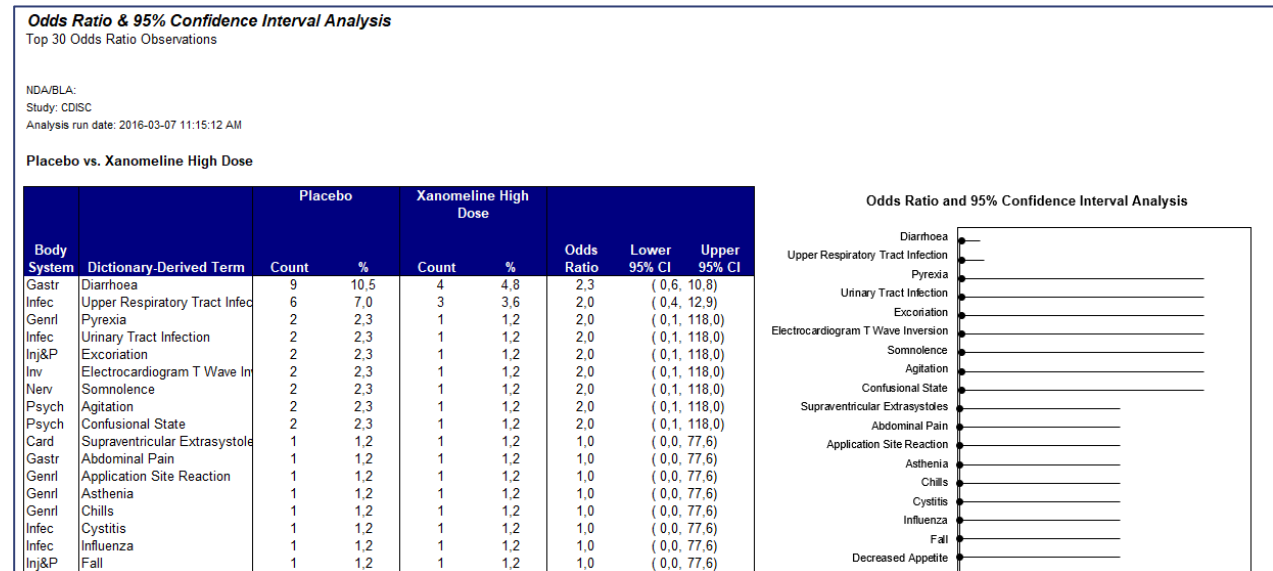 Odds Ratio & 95% Confidence Interval Analysis
Top 30 Odds Ratio Observations
NDA/BLA:
Study: CDISC
Analysis run date: 2016-03-07 11:15:12 AM
Placebo vs. Xanomeline High Dose
Placebo Xanomeline High Dose
Body System Dictionary-Derived Term Count % Count % Odds Ratio Lower 95% CI Upper 95% CI
Gastr Diarrhoea 9 10,5 4 4,8 2,3 ( 0,6, 10,8)
Infec Upper Respiratory Tract Infec 6 7,0 3 3,6 2,0 ( 0,4, 12,9)
Genrl Pyrexia 2 2,3 1 1,2 2,0 ( 0,1, 118,0)
Infec Urinary Tract Infection 2 2,3 1 1,2 2,0 ( 0,1, 118,0)
Inj&P Excoriation 2 2,3 1 1,2 2,0 ( 0,1, 118,0)
Inv Electrocardiogram T Wave In 2 2,3 1 1,2 2,0 ( 0,1, 118,0)
Nerv Somnolence 2 2,3 1 1,2 2,0 ( 0,1, 118,0)
Psych Agitation 2 2,3 1 1,2 2,0 ( 0,1, 118,0)
Psych Confusional State 2 2,3 1 1,2 2,0 ( 0,1, 118,0)
Card Supraventricular Extrasystole 1 1,2 1 1,2 1,0 ( 0,0, 77,6)
Gastr Abdominal Pain 1 1,2 1 1,2 1,0 ( 0,0, 77,6)
Genrl Application Site Reaction 1 1,2 1 1,2 1,0 ( 0,0, 77,6)
Genrl Asthenia 1 1,2 1 1,2 1,0 ( 0,0, 77,6)
Genrl Chills 1 1,2 1 1,2 1,0 ( 0,0, 77,6)
Infec Cystitis 1 1,2 1 1,2 1,0 ( 0,0, 77,6)
Infec Influenza 1 1,2 1 1,2 1,0 ( 0,0, 77,6)
Inj&P Fall 1 1,2 1 1,2 1,0 ( 0,0, 77,6)
Odds Ratio and 95% Confidence Interval Analysis
Diarrhoea
Upper Respiratory Tract Infection
Pyrexia
Urinary Tract Infection
Excoriation
Electrocardiogram T Wave Inversion
Somnolence
Agitation
Confusional State
Supraventricular Extrasystoles
Abdominal Pain
Application Site Reaction
Asthenia
Chills
Cystitis
Influenza
Fall
Decreased Appetite